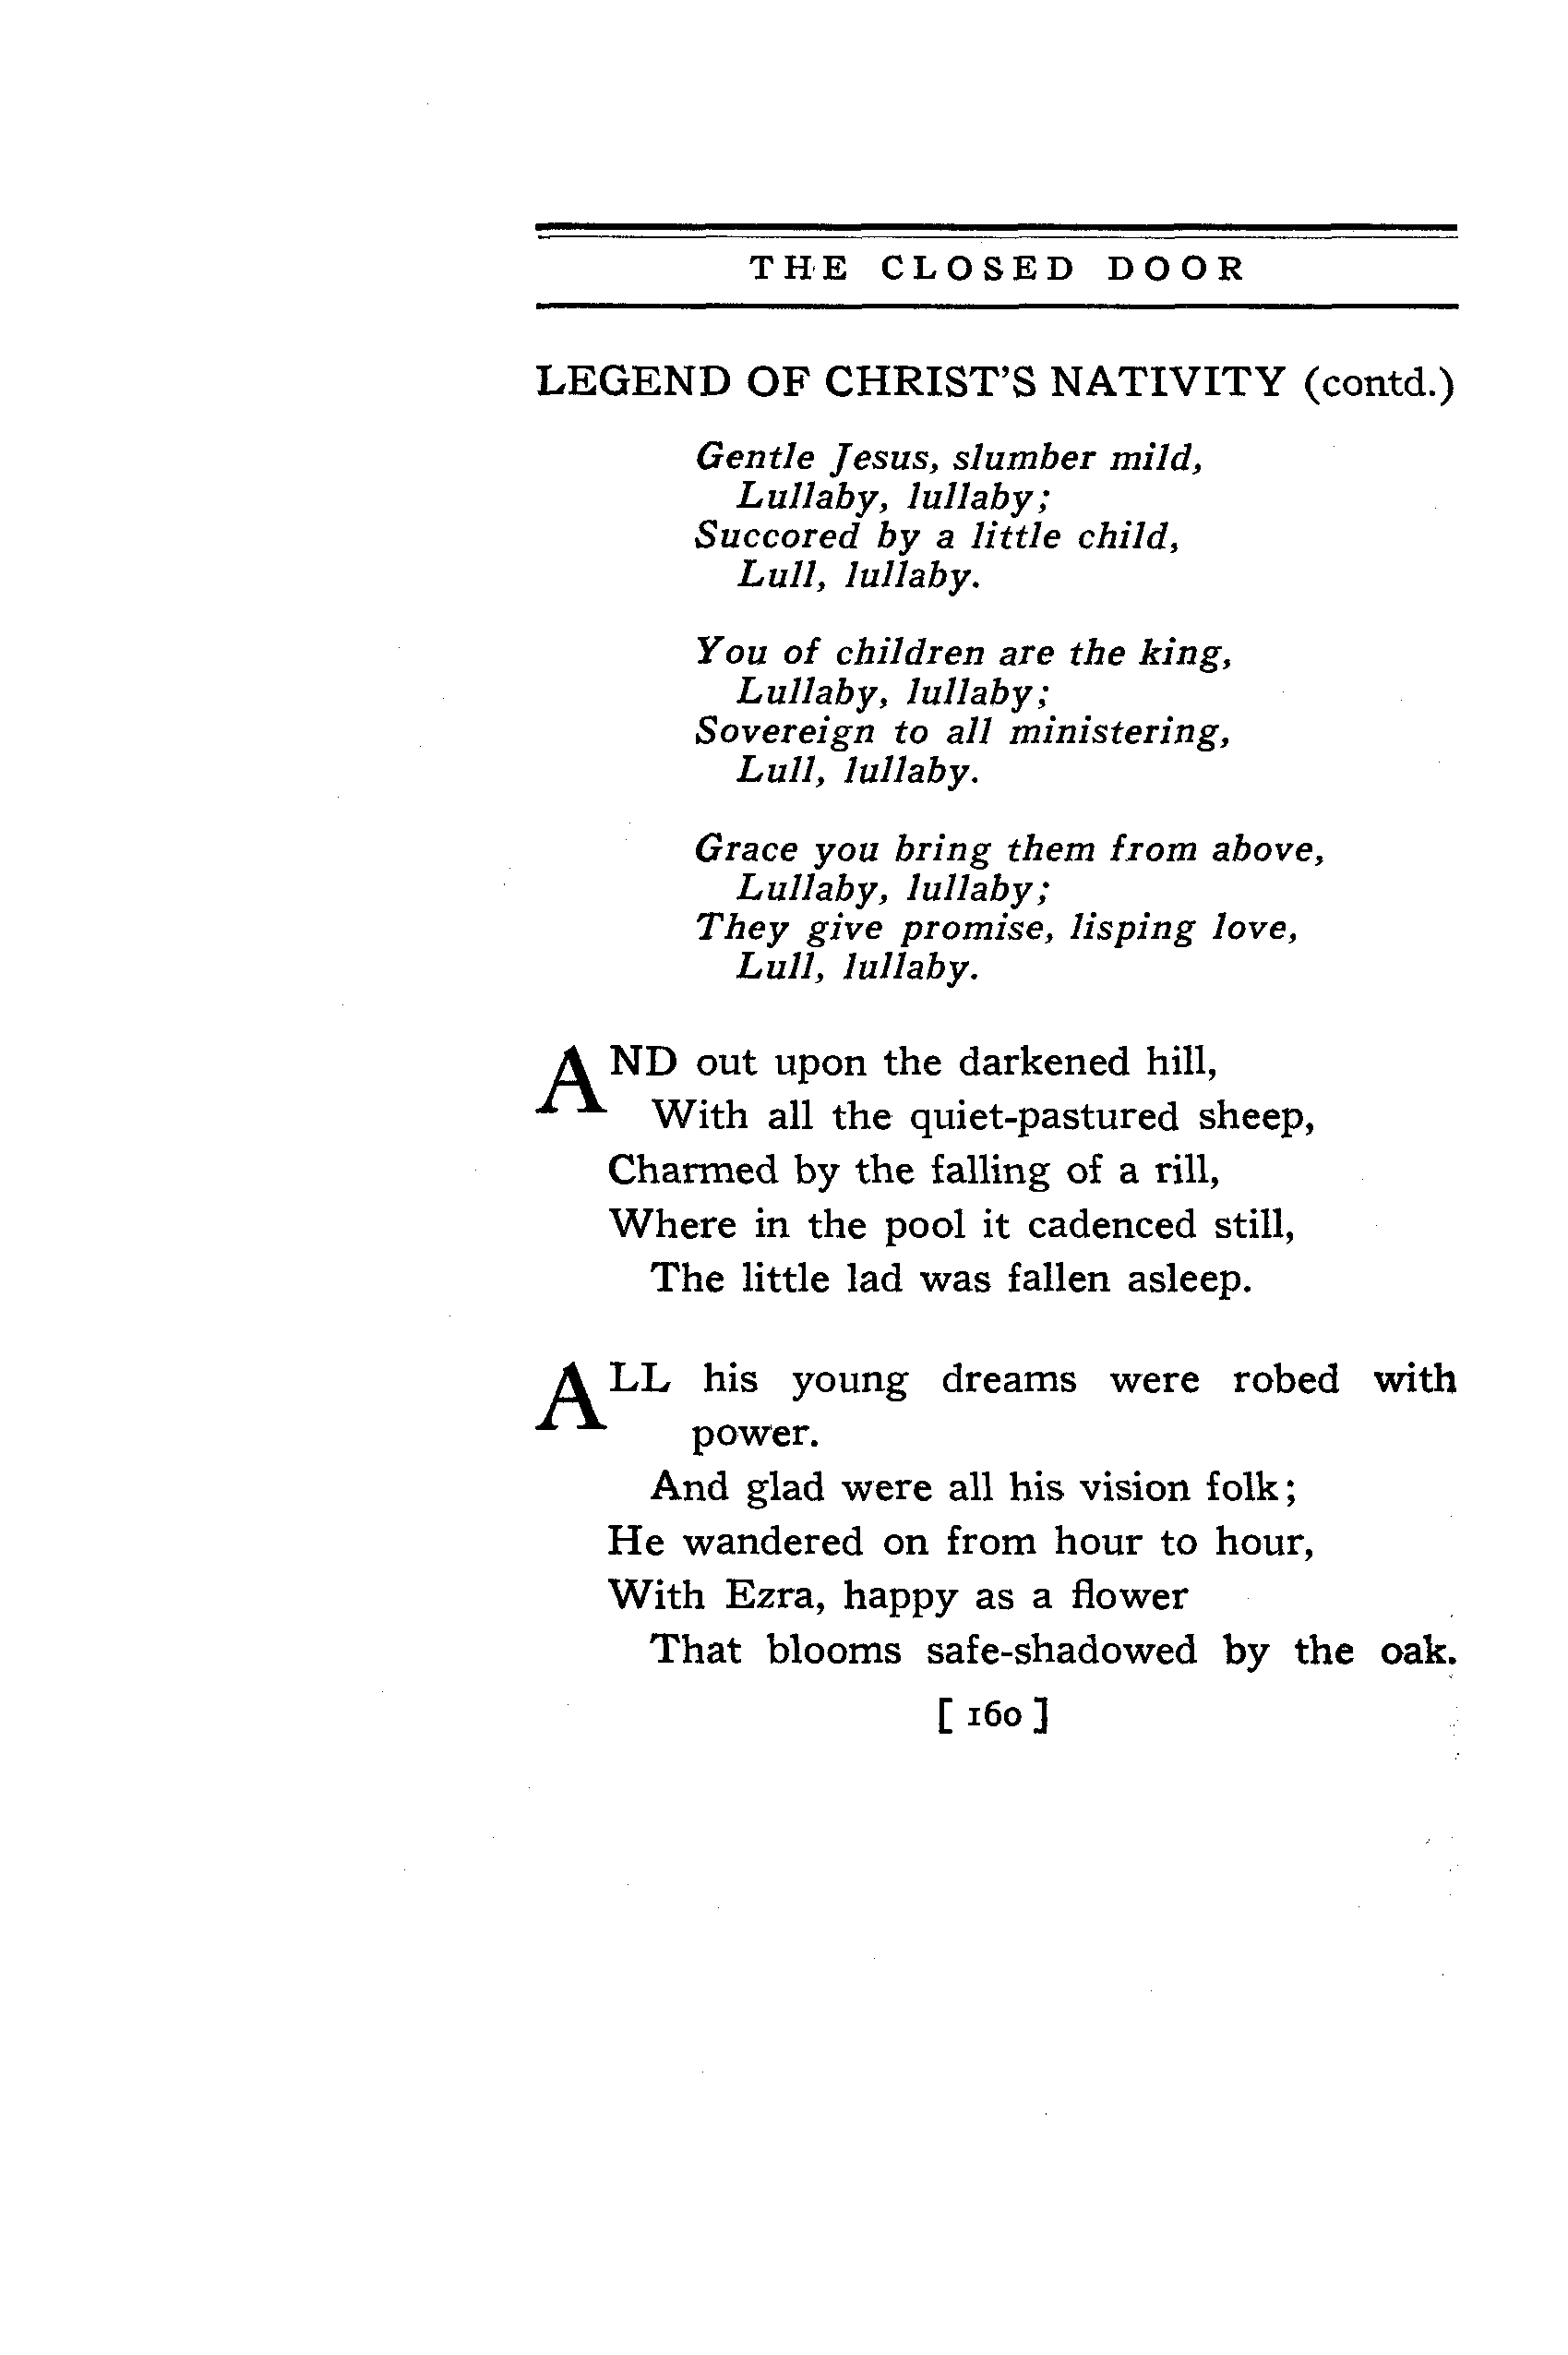 THE CLOSED DOOR
LEGEND OF CHRIST'S NATIVITY (contd.)
Gentle Jesus, slumber mild,
Lullaby, lullaby;
Succored by a little child,
Lull, lullaby.
You of children are the king,
Lullaby, lullaby;
Sovereign to all ministering,
Lull, lullaby.
Grace you bring them from above,
Lullaby, lullaby;
They give promise, lisping love,
Lull, lullaby.
AND out upon the darkened hill,
With all the quiet-pastured sheep,
Charmed by the falling of a rill,
Where in the pool it cadenced still,
The little lad was fallen asleep.
ALL his young dreams were robed with
power.
And glad were all his vision folk;
He wandered on from hour to hour,
With Ezra, happy as a flower
That blooms safe-shadowed by the oak.
[ 160 ]